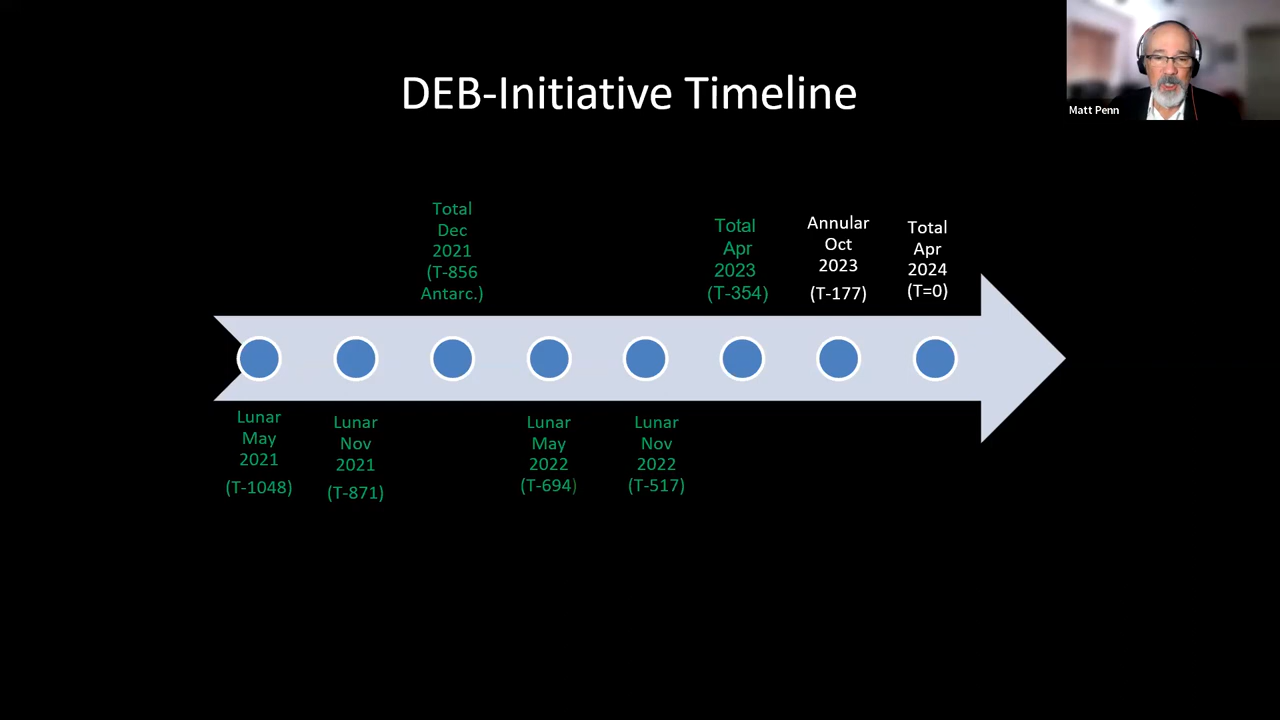 DEB-Initiative Timeline
Matt Penn
Total
Dec
2021
(T-856
Antarc.)
Total
Apr
2023
(T-354)
Annular
Oct
2023
(T-177)
Total
Apr
2024
(T=0)
Lunar
May
2021
(T-1048)
Lunar
Nov
2021
(T-871)
Lunar
May
2022
(T-694)
Lunar
Nov
2022
(T-517)